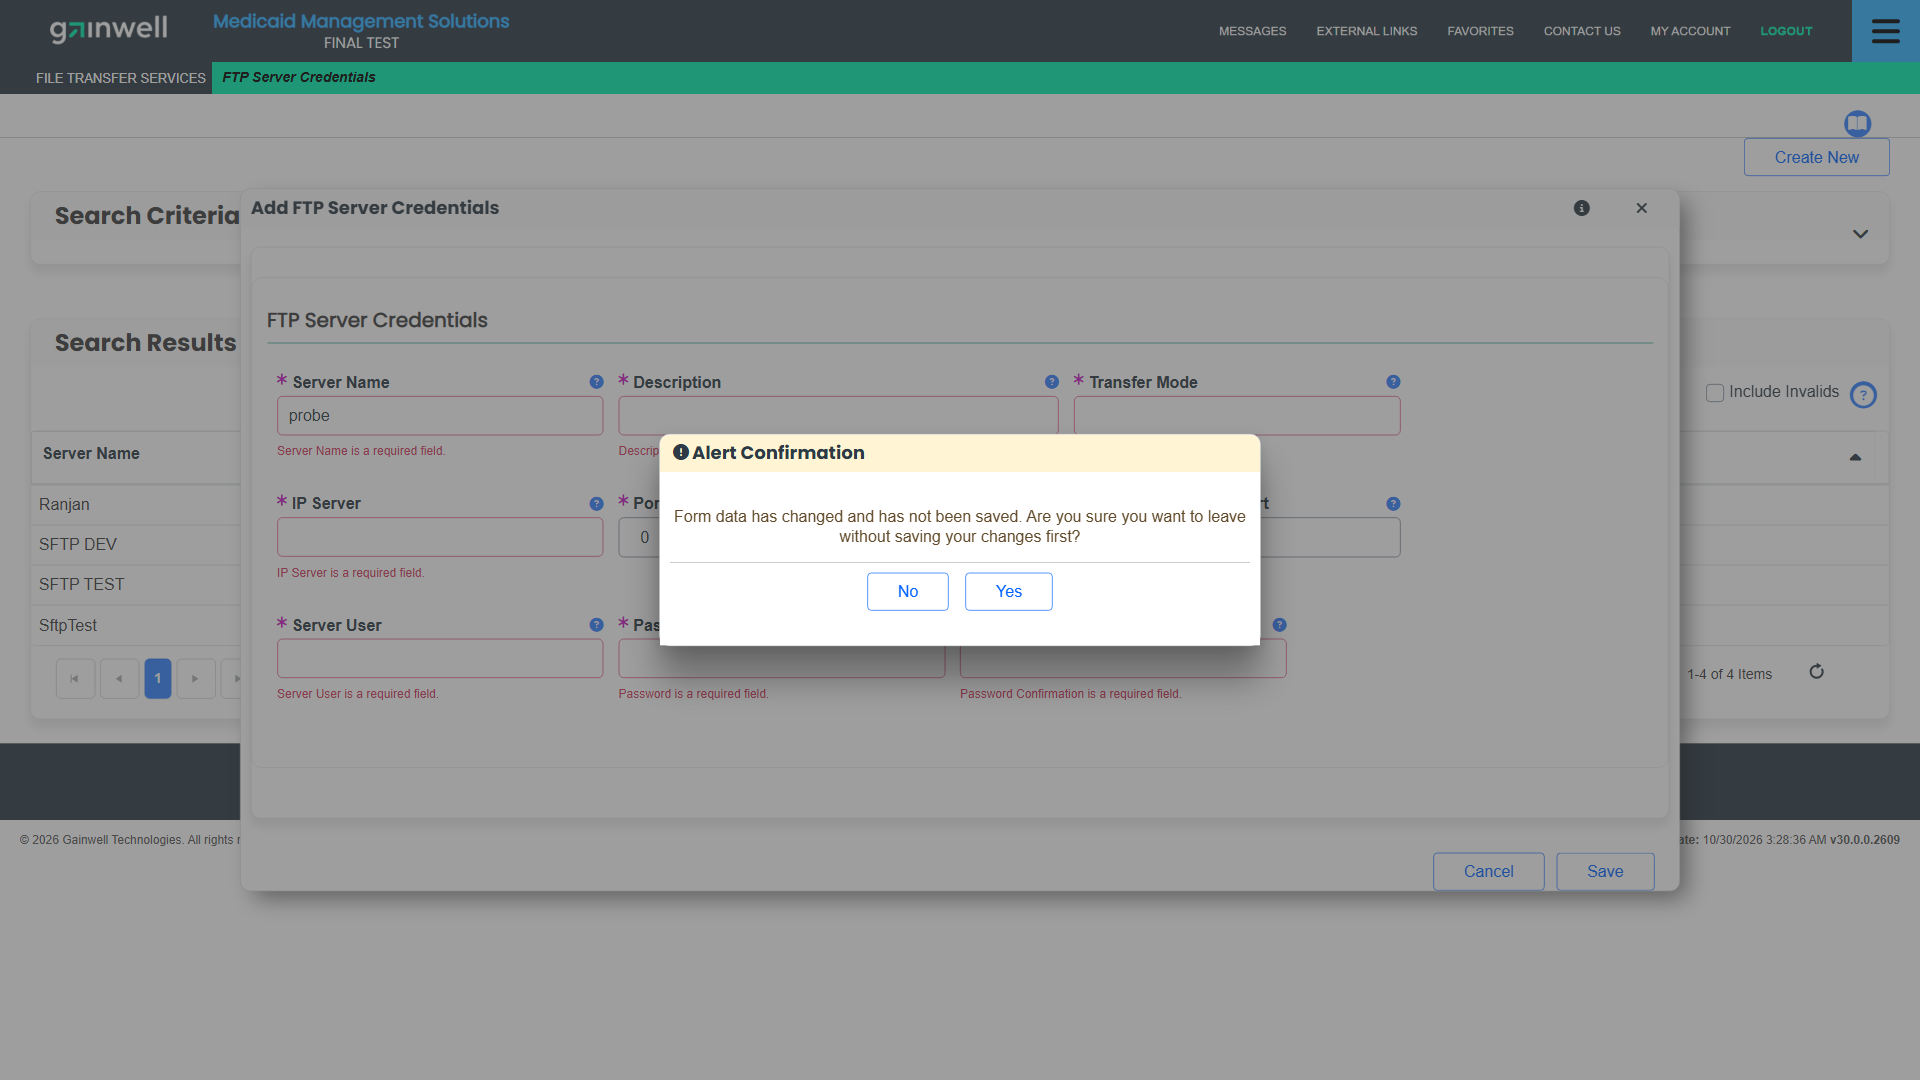 gainwell
Medicaid Management Solutions
FINAL TEST
MESSAGES
EXTERNAL LINKS
FAVORITES
CONTACT US
MY ACCOUNT
LOGOUT
FILE TRANSFER SERVICES
FTP Server Credentials
Create New
Search Criteria
Add FTP Server Credentials
FTP Server Credentials
Search Results
* Server Name
* Description
* Transfer Mode
probe
Server Name is a required field.
Include Invalids
Server Name
Alert Confirmation
Form data has changed and has not been saved. Are you sure you want to leave
without saving your changes first?
No
Yes
* IP Server
0
IP Server is a required field.
Ranjan
SFTP DEV
SFTP TEST
SftpTest
* Server User
Server User is a required field.
Password is a required field.
Password Confirmation is a required field.
1
1-4 of 4 Items
© 2026 Gainwell Technologies. All rights
10/30/2026 3:28:36 AM v30.0.0.2609
Cancel
Save